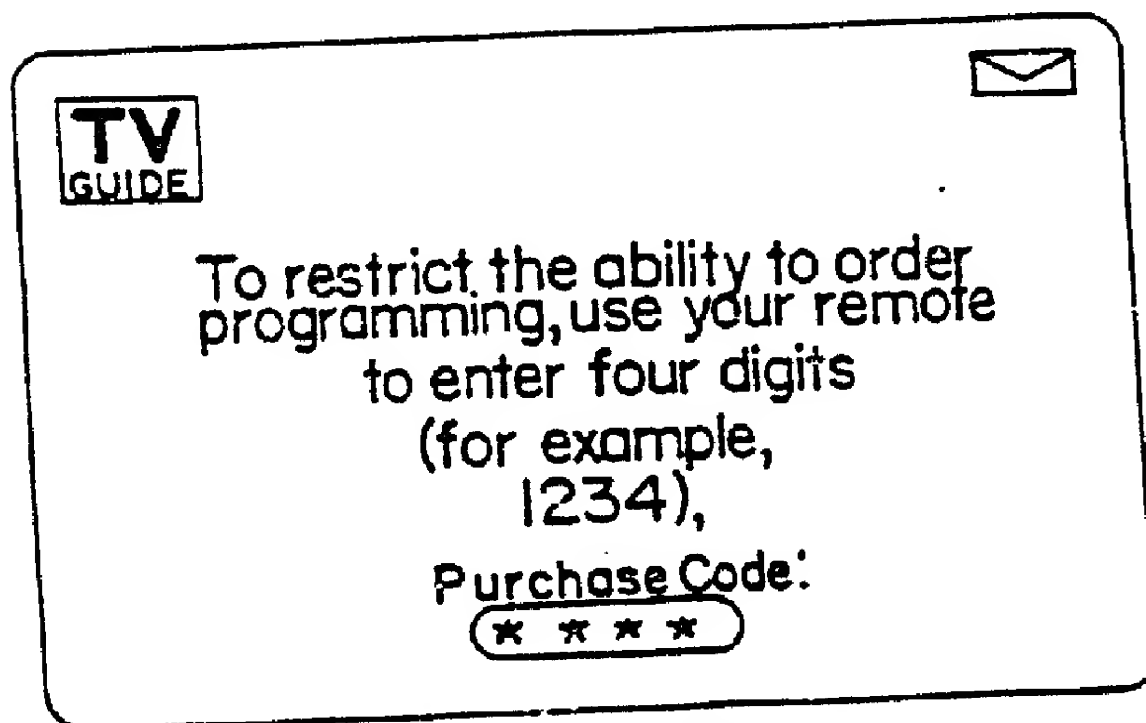 TV
GUIDE
To restrict the ability to order
programming, use your remote
to enter four digits
(for example,
1234),
Purchase Code:
* * * *